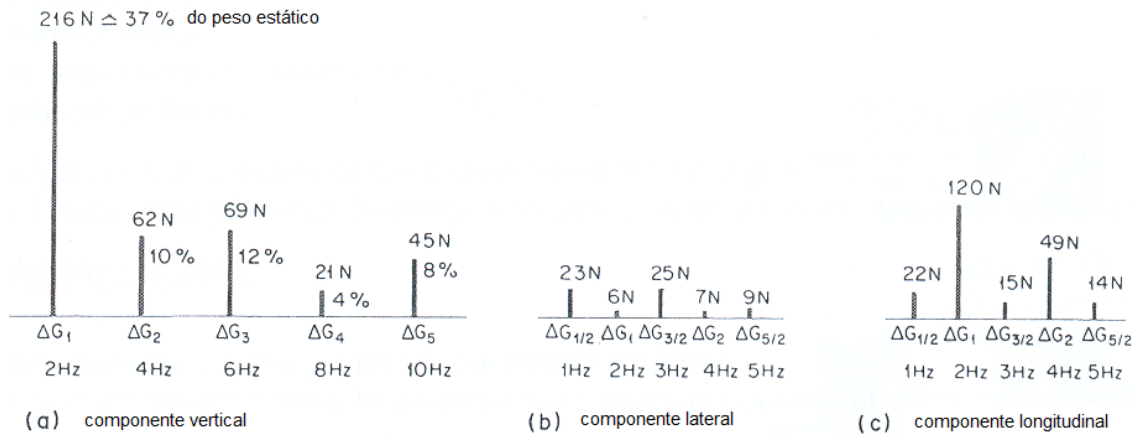 216 N ≙ 37 % do peso estático
62 N
10 %
69 N
12 %
21 N
4 %
45 N
8 %
ΔG₁ ΔG₂ ΔG₃ ΔG₄ ΔG₅
2Hz 4Hz 6Hz 8Hz 10Hz
(a) componente vertical
23N 6N 25N 7N 9N
ΔG₁/₂ ΔG₁ ΔG₃/₂ ΔG₂ ΔG₅/₂
1Hz 2Hz 3Hz 4Hz 5Hz
(b) componente lateral
22N 120 N 15N 49N 14N
ΔG₁/₂ ΔG₁ ΔG₃/₂ ΔG₂ ΔG₅/₂
1Hz 2Hz 3Hz 4Hz 5Hz
(c) componente longitudinal